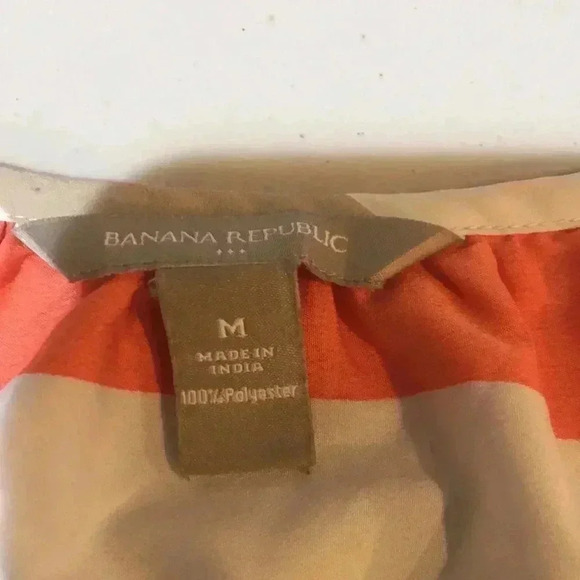 BANANA REPUBLIC
M
MADE IN
INDIA
100% Polyester